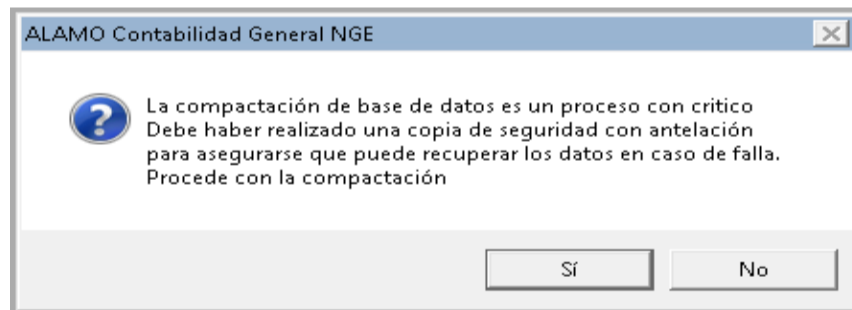 ALAMO Contabilidad General NGE
La compactación de base de datos es un proceso con critico
Debe haber realizado una copia de seguridad con antelación
para asegurarse que puede recuperar los datos en caso de falla.
Procede con la compactación
Sí No